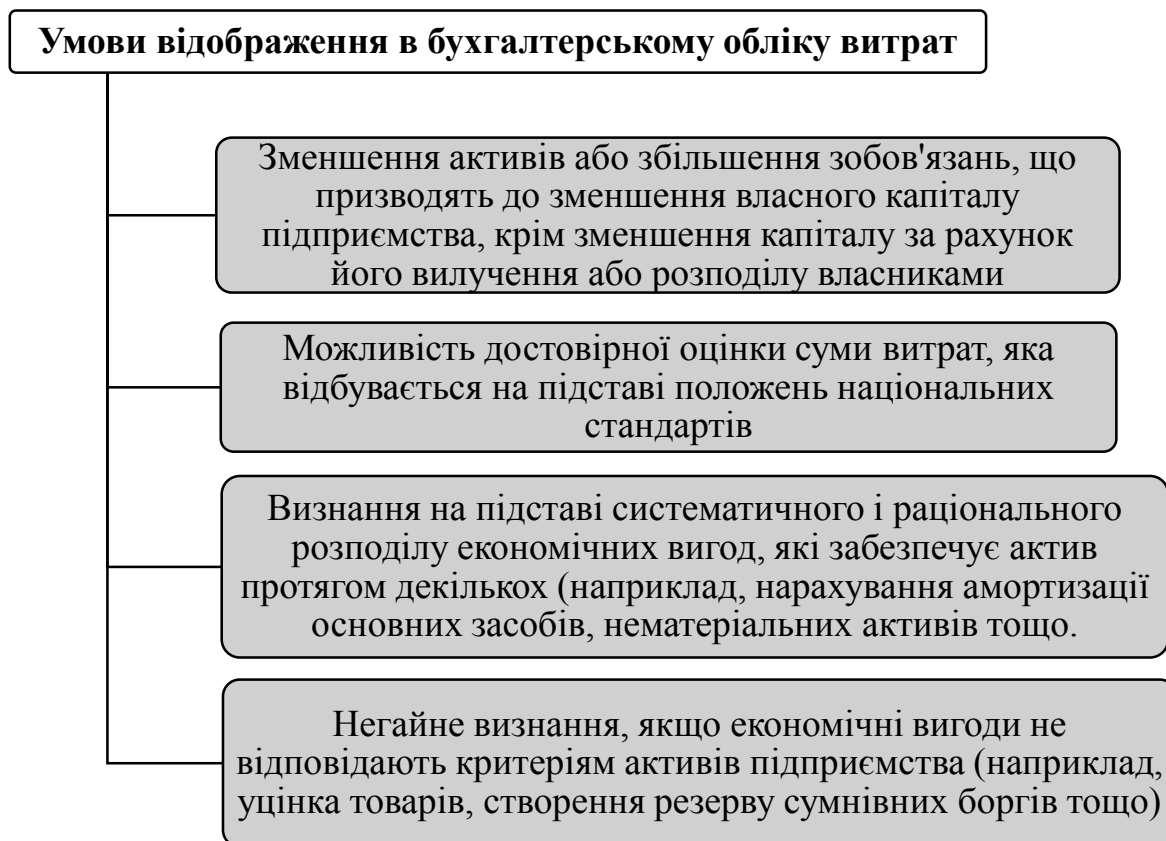 Умови відображення в бухгалтерському обліку витрат
Зменшення активів або збільшення зобов'язань, що
призводять до зменшення власного капіталу
підприємства, крім зменшення капіталу за рахунок
його вилучення або розподілу власниками
Можливість достовірної оцінки суми витрат, яка
відбувається на підставі положень національних
стандартів
Визнання на підставі систематичного і раціонального
розподілу економічних вигод, які забезпечує актив
протягом декількох (наприклад, нарахування амортизації
основних засобів, нематеріальних активів тощо.
Негайне визнання, якщо економічні вигоди не
відповідають критеріям активів підприємства (наприклад,
уцінка товарів, створення резерву сумнівних боргів тощо)